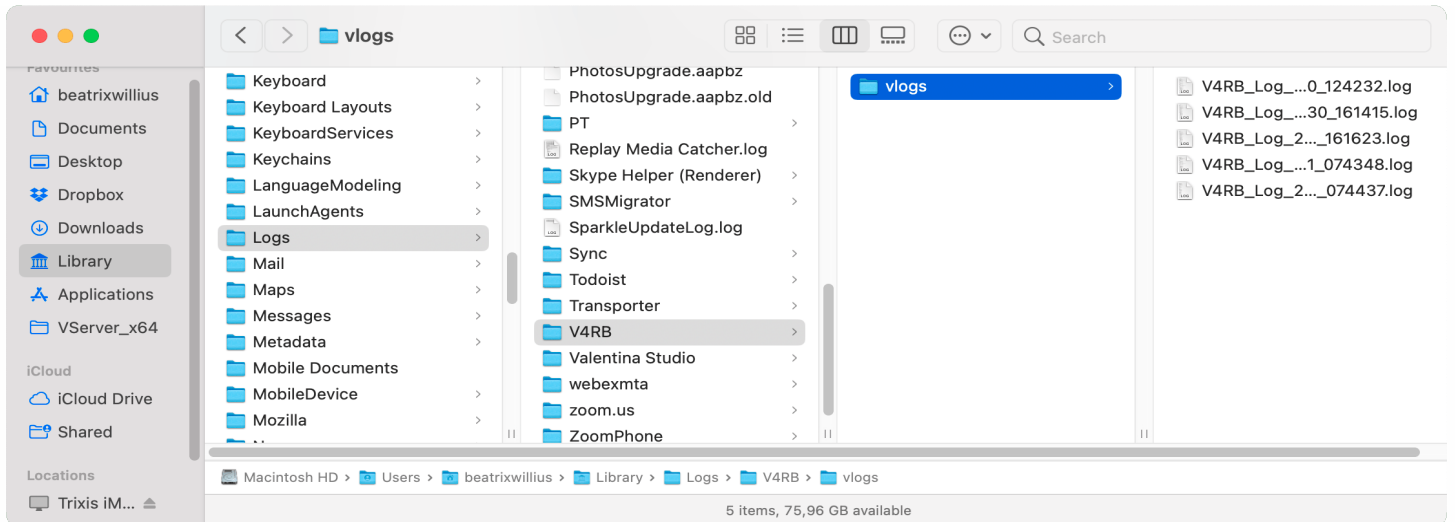 vlogs
Search
Favourites
beatrixwillius
Documents
Desktop
Dropbox
Downloads
Library
Applications
VServer_x64
iCloud
iCloud Drive
Shared
Locations
Trixis iM...
Keyboard
Keyboard Layouts
KeyboardServices
Keychains
LanguageModeling
LaunchAgents
Logs
Mail
Maps
Messages
Metadata
Mobile Documents
MobileDevice
Mozilla
PhotosUpgrade.aapbz
PhotosUpgrade.aapbz.old
PT
Replay Media Catcher.log
Skype Helper (Renderer)
SMSMigrator
SparkleUpdateLog.log
Sync
Todoist
Transporter
V4RB
Valentina Studio
webexmta
zoom.us
ZoomPhone
vlogs
V4RB_Log_...0_124232.log
V4RB_Log_...30_161415.log
V4RB_Log_2..._161623.log
V4RB_Log_...1_074348.log
V4RB_Log_2..._074437.log
Macintosh HD › Users › beatrixwillius › Library › Logs › V4RB › vlogs
5 items, 75,96 GB available